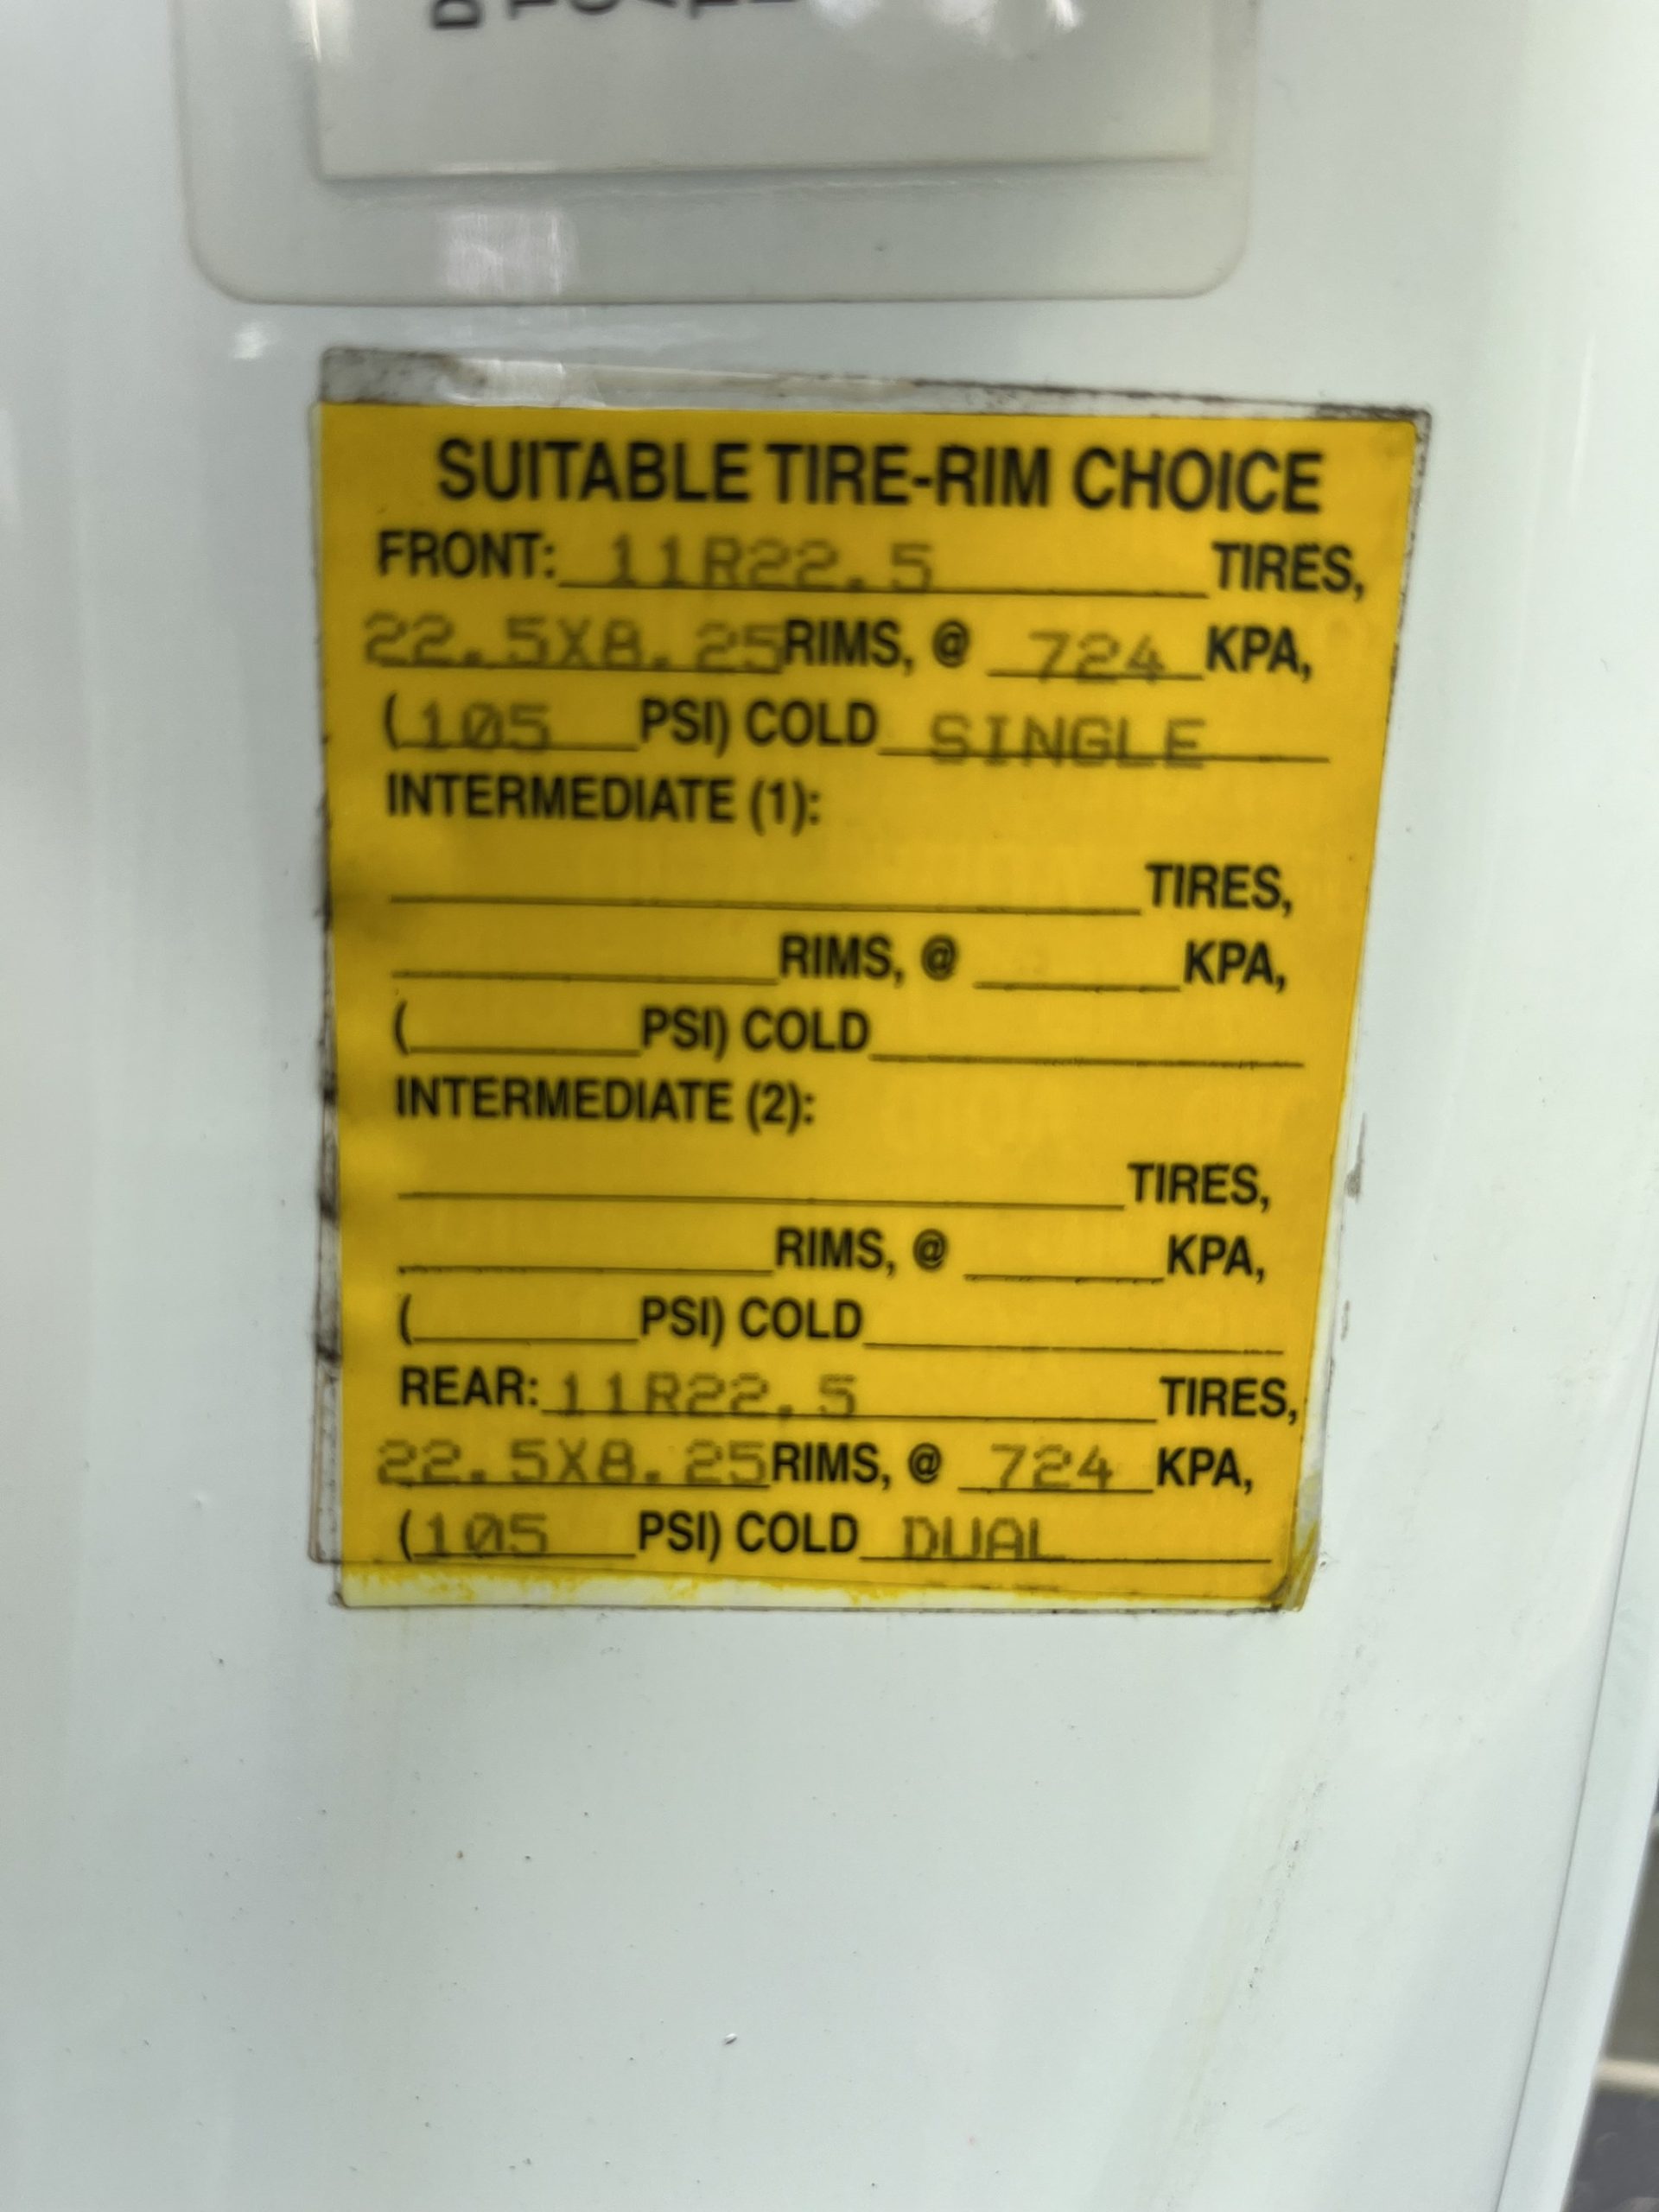 SUITABLE TIRE-RIM CHOICE
FRONT: 11R22.5 TIRES,
22.5X8.25 RIMS, @ 724 KPA,
(105 PSI) COLD SINGLE
INTERMEDIATE (1):
TIRES,
RIMS, @ KPA,
( PSI) COLD
INTERMEDIATE (2):
TIRES,
RIMS, @ KPA,
( PSI) COLD
REAR: 11R22.5 TIRES,
22.5X8.25 RIMS, @ 724 KPA,
(105 PSI) COLD DUAL